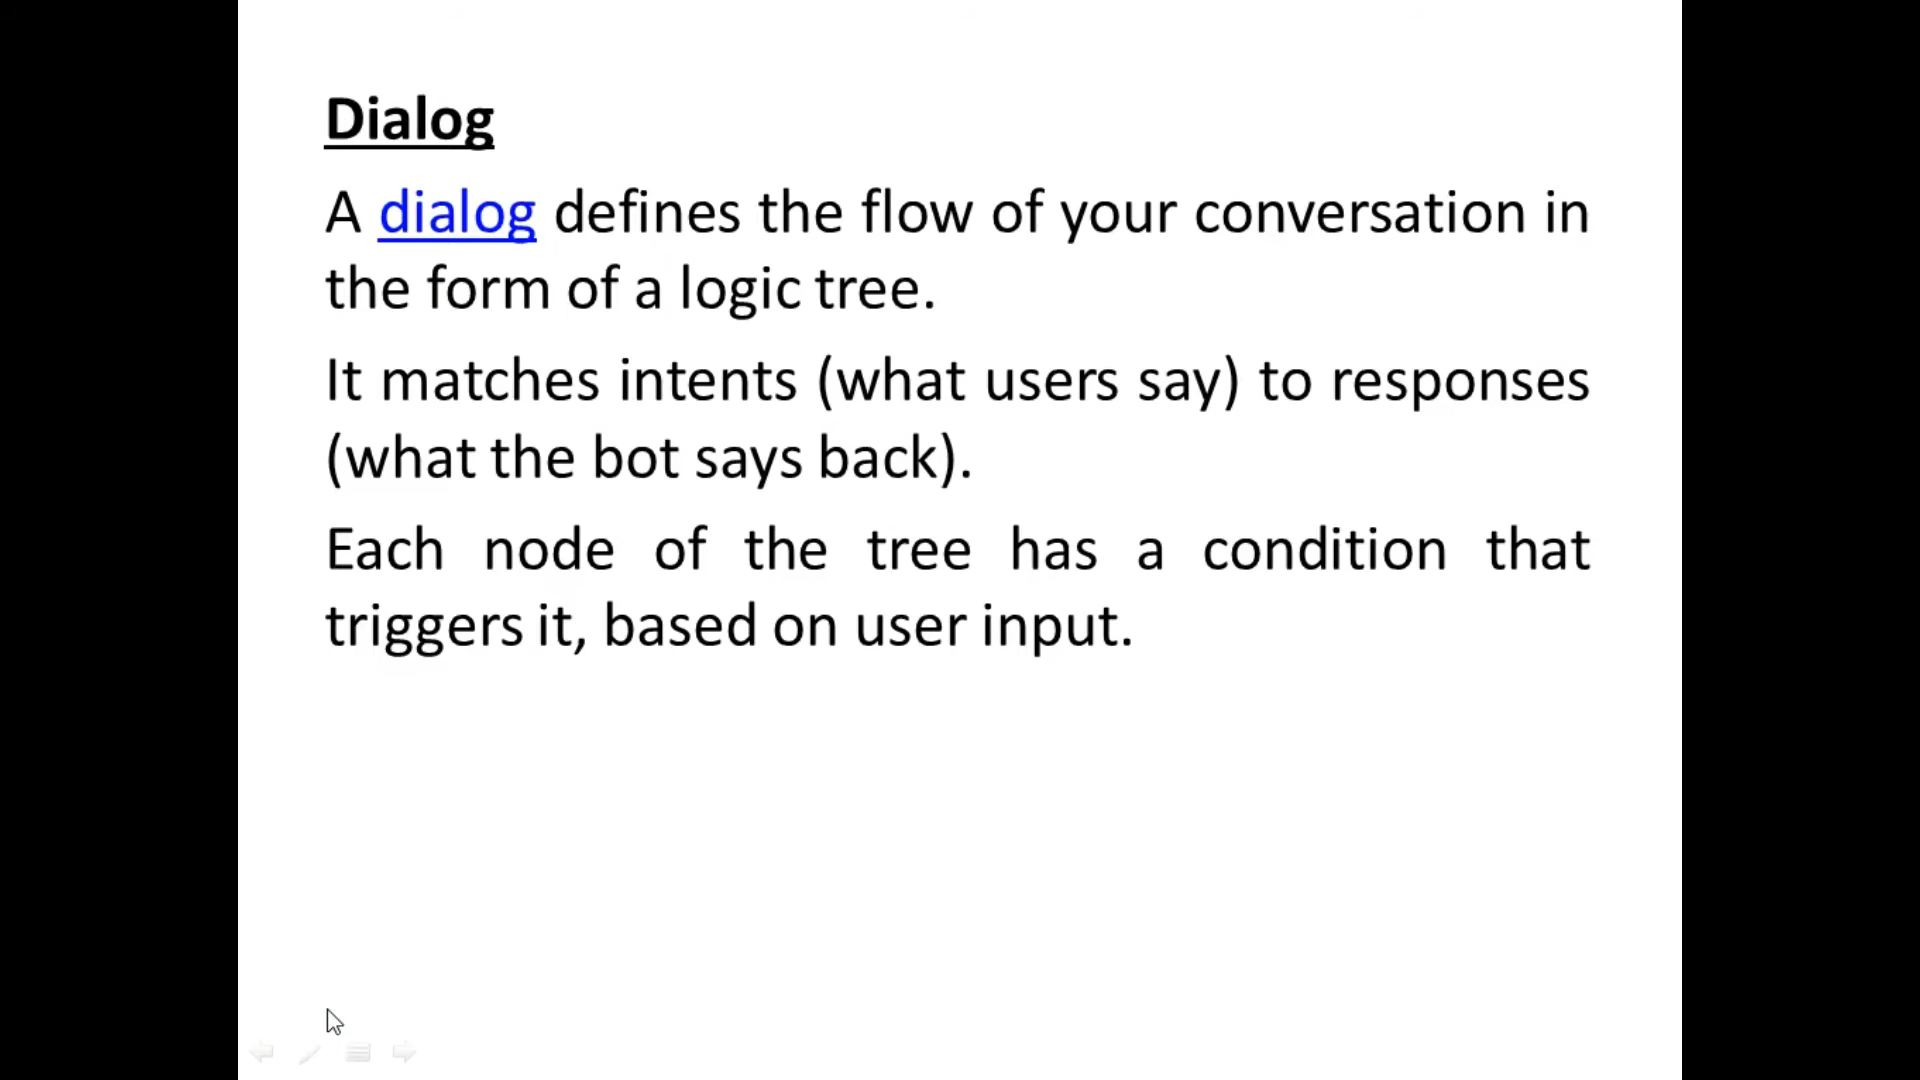 Dialog
A dialog defines the flow of your conversation in
the form of a logic tree.
It matches intents (what users say) to responses
(what the bot says back).
Each node of the tree has a condition that
triggers it, based on user input.